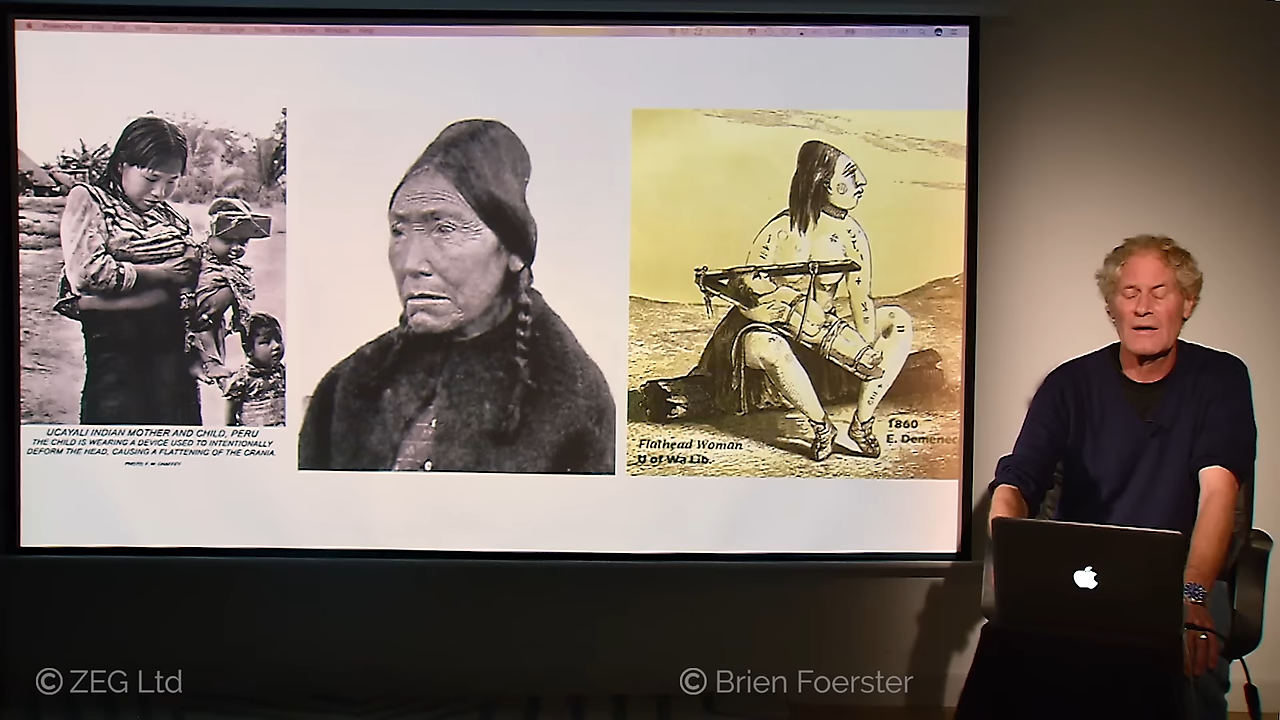 UCAYALI INDIAN MOTHER AND CHILD, PERU
THE CHILD IS WEARING A DEVICE USED TO INTENTIONALLY
DEFORM THE HEAD, CAUSING A FLATTENING OF THE CRANIA.
Flathead Woman
U of Wa Lib.
1860
E. Demenec
© ZEG Ltd
© Brien Foerster